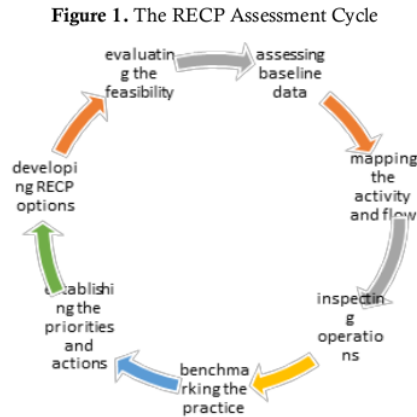 Figure 1. The RECP Assessment Cycle
evaluatin
g the
feasibility
assessing
baseline
data
mapping
the
activity
and flow
inspectin
g
operatio
ns
benchma
rking the
practice
establishi
ng the
priorities
and
actions
developi
ng RECP
options